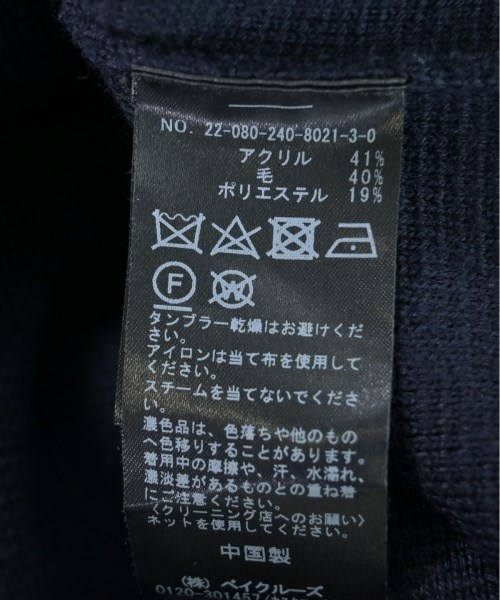 NO. 22-080-240-8021-3-0
アクリル 41%
毛 40%
ポリエステル 19%
F
W
タンブラー乾燥はお避けくだ
さい。
アイロンは当て布を使用して
ください。
スチームを当てないでくださ
い。
濃色品は、色落ちや他のもの
へ色移りすることがあります。
着用中の摩擦や、汗、水濡れ、
濃淡差があるものとの重ね着
にご注意ください。
〈クリーニング店へのお願い〉
ネットを使用してください。
中国製
(株) ベイクルーズ
0120-301457